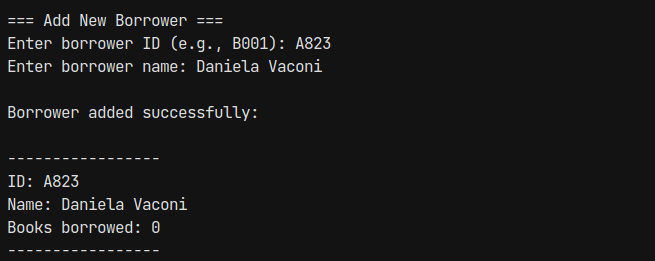 === Add New Borrower ===
Enter borrower ID (e.g., B001): A823
Enter borrower name: Daniela Vaconi
Borrower added successfully:
-----------------
ID: A823
Name: Daniela Vaconi
Books borrowed: 0
-----------------